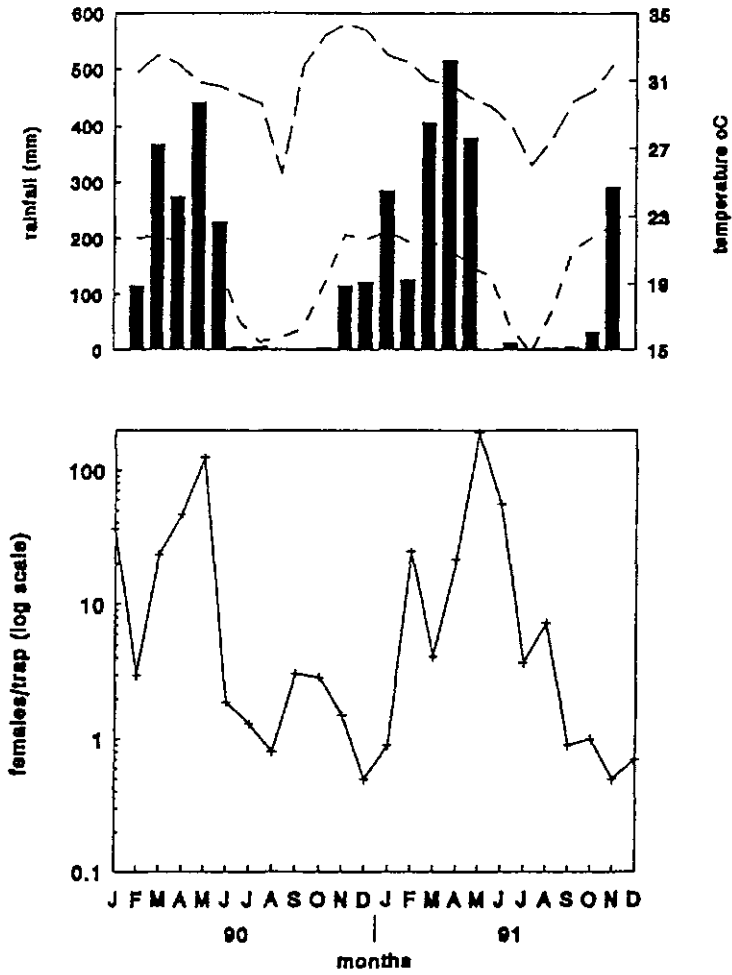 600
500
400
300
200
100
0
rainfall (mm)
35
31
27
23
19
15
temperature oC
100
10
1
0.1
females/trap (log scale)
J F M A M J J A S O N D J F M A M J J A S O N D
90 | 91
months